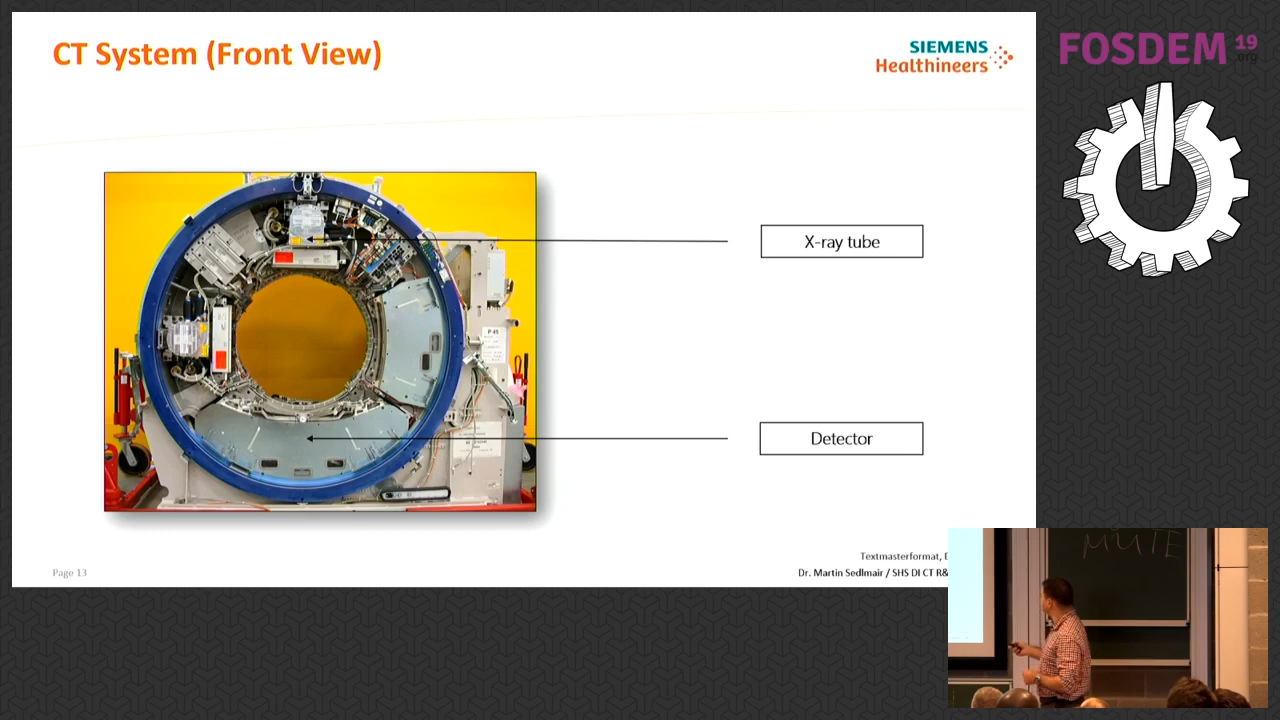 CT System (Front View)
SIEMENS
Healthineers
FOSDEM 19
.org
X-ray tube
P 45
Detector
Textmasterformat,
Page 13
Dr. Martin Sedlmair / SHS DI CT R&
MUTE